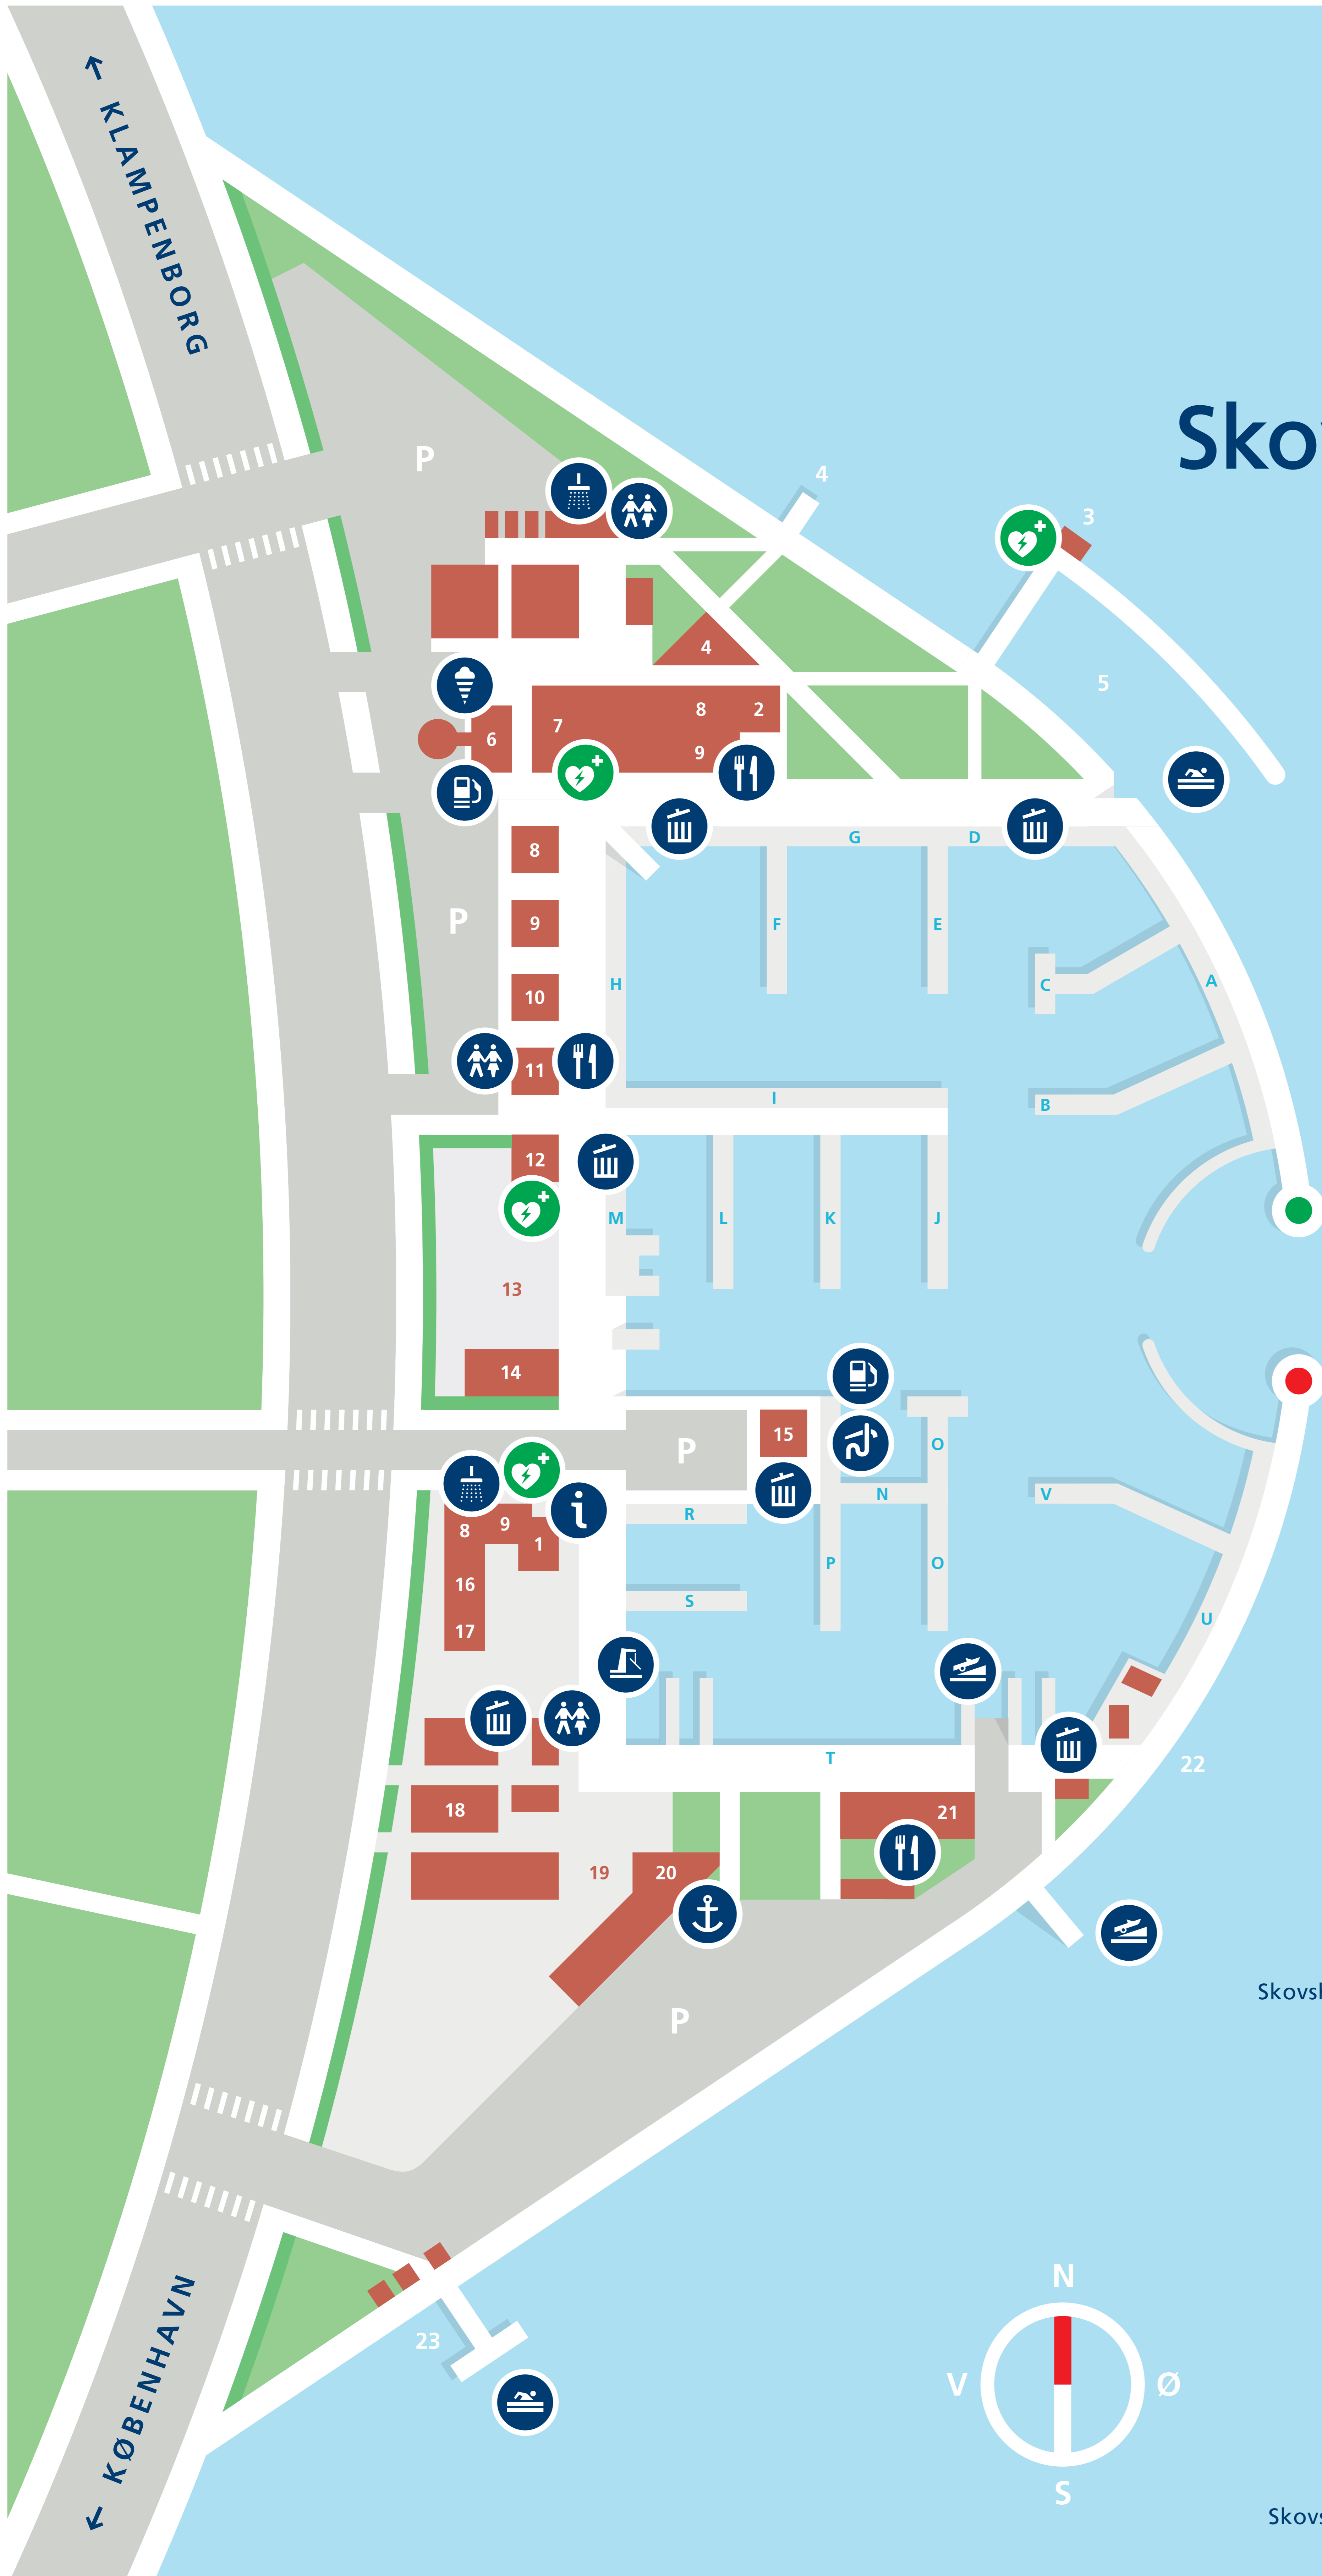 ← KLAMPENBORG
Sko
P
4
3
4
5
8
2
7
6
9
8
G
D
P
9
F
E
H
C
A
10
11
I
B
12
M
L
K
J
13
14
15
P
O
N
V
R
9
8
1
P
O
16
S
U
17
T
22
18
21
19
20
Skovs
P
N
23
V
Ø
S
← KØBENHAVN
Skovs